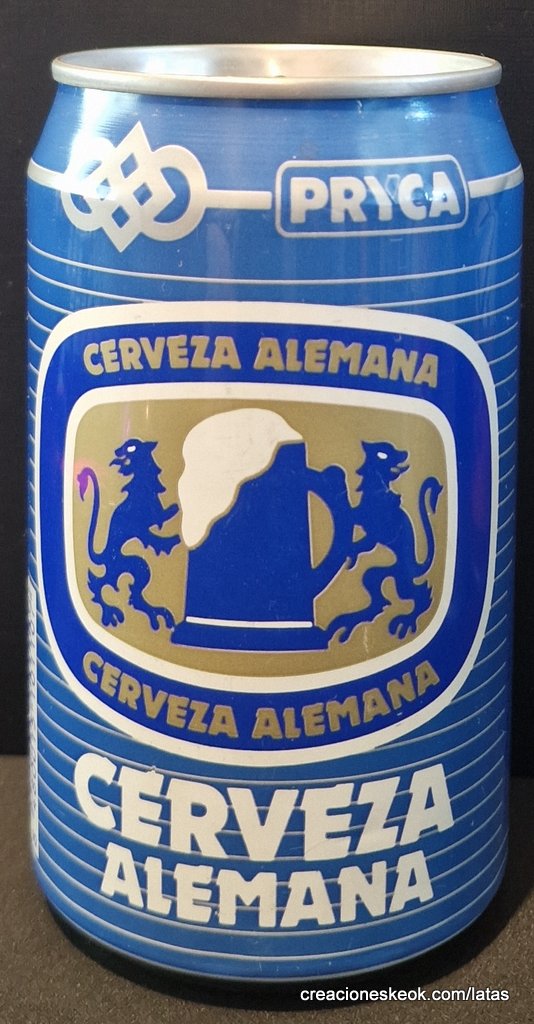 PRYCA
CERVEZA ALEMANA
CERVEZA ALEMANA
CERVEZA
ALEMANA
creacioneskeok.com/latas